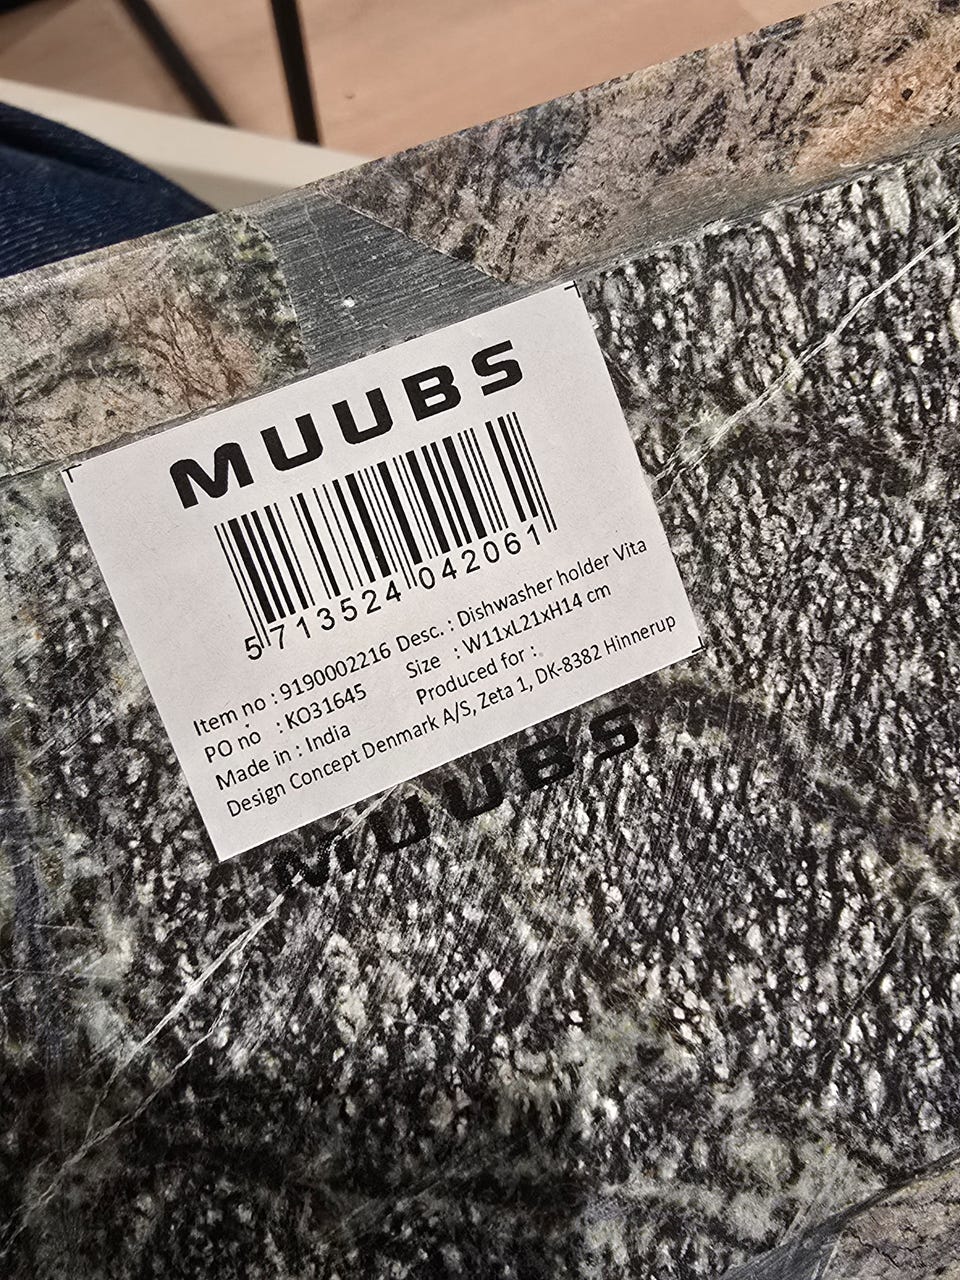 MUUBS
5 713524 042061
Item no : 9190002216 Desc. : Dishwasher holder Vita
PO no : KO31645 Size : W11xL21xH14 cm
Made in : India Produced for :
Design Concept Denmark A/S, Zeta 1, DK-8382 Hinnerup
MUUBS